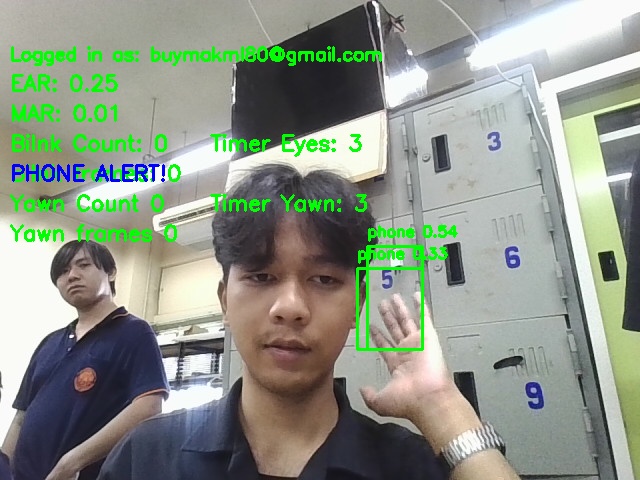 Logged in as: buymakml80@gmail.com
EAR: 0.25
MAR: 0.01
Blink Count: 0 Timer Eyes: 3
PHONE ALERT! 0
Yawn Count 0 Timer Yawn: 3
Yawn frames 0
phone 0.54
phone 0.33
3
5
6
9